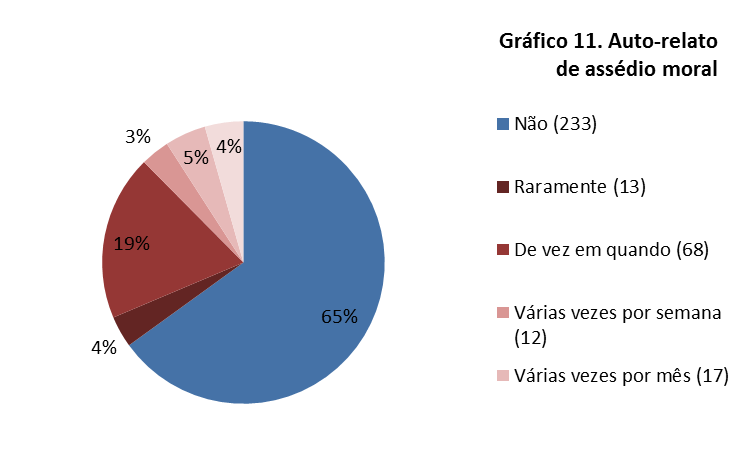 Gráfico 11. Auto-relato
de assédio moral
3%
5%
4%
19%
4%
65%
Não (233)
Raramente (13)
De vez em quando (68)
Várias vezes por semana
(12)
Várias vezes por mês (17)